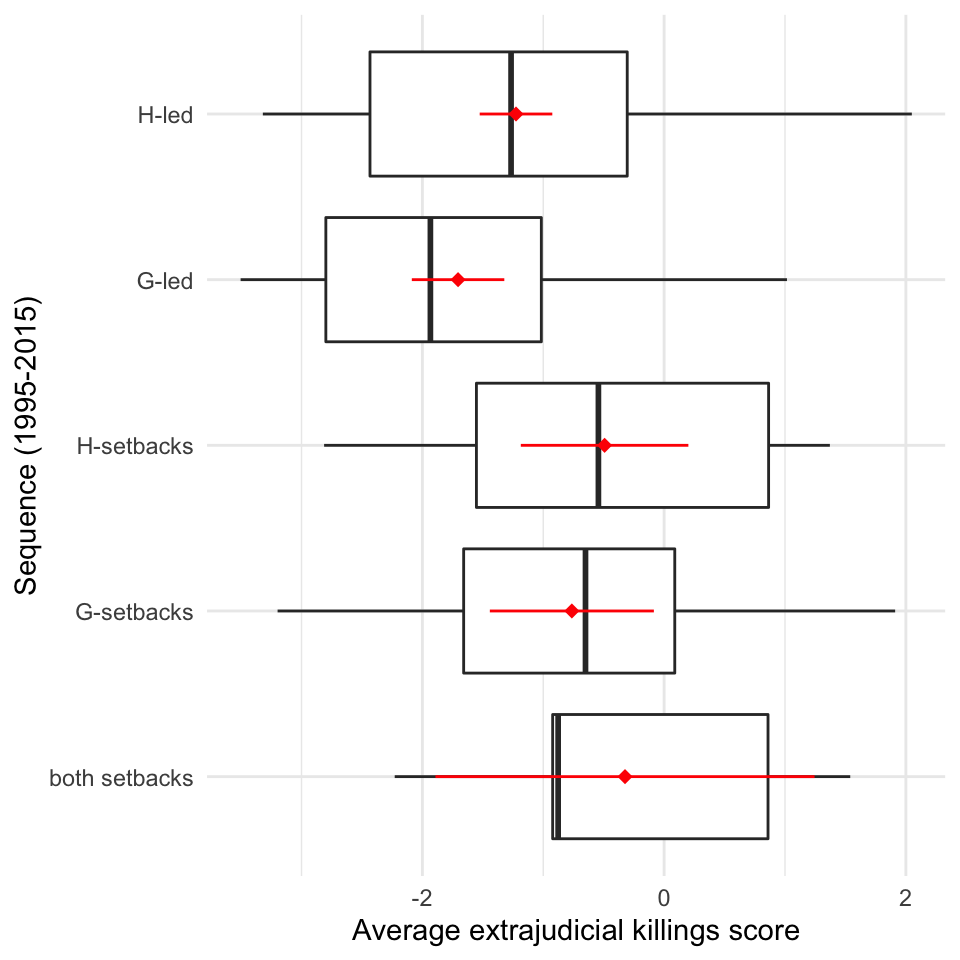 Sequence (1995-2015)
H-led
G-led
H-setbacks
G-setbacks
both setbacks
-2
0
2
Average extrajudicial killings score